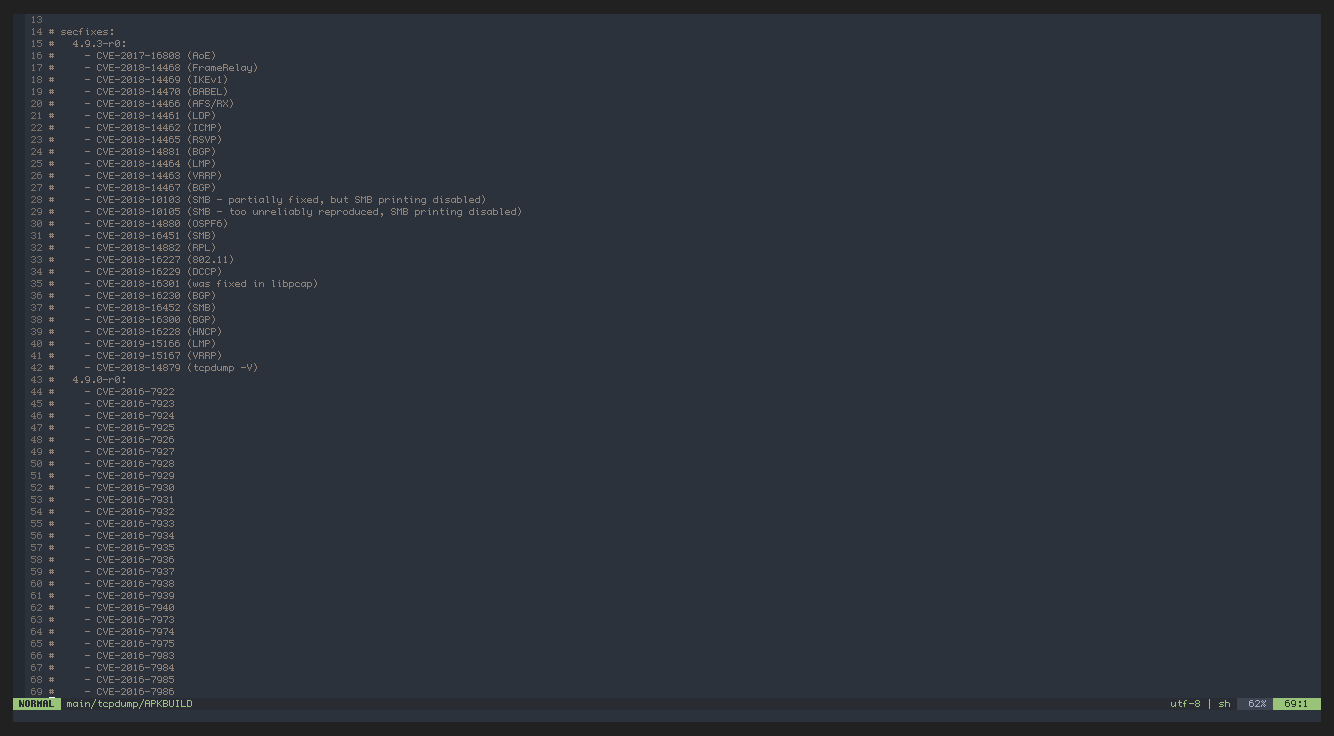 13
14 # secfixes:
15 #   4.9.3-r0:
16 #     - CVE-2017-16808 (AoE)
17 #     - CVE-2018-14468 (FrameRelay)
18 #     - CVE-2018-14469 (IKEv1)
19 #     - CVE-2018-14470 (BABEL)
20 #     - CVE-2018-14466 (AFS/RX)
21 #     - CVE-2018-14461 (LDP)
22 #     - CVE-2018-14462 (ICMP)
23 #     - CVE-2018-14465 (RSVP)
24 #     - CVE-2018-14881 (BGP)
25 #     - CVE-2018-14464 (LMP)
26 #     - CVE-2018-14463 (VRRP)
27 #     - CVE-2018-14467 (BGP)
28 #     - CVE-2018-10103 (SMB - partially fixed, but SMB printing disabled)
29 #     - CVE-2018-10105 (SMB - too unreliably reproduced, SMB printing disabled)
30 #     - CVE-2018-14880 (OSPF6)
31 #     - CVE-2018-16451 (SMB)
32 #     - CVE-2018-14882 (RPL)
33 #     - CVE-2018-16227 (802.11)
34 #     - CVE-2018-16229 (DCCP)
35 #     - CVE-2018-16301 (was fixed in libpcap)
36 #     - CVE-2018-16230 (BGP)
37 #     - CVE-2018-16452 (SMB)
38 #     - CVE-2018-16300 (BGP)
39 #     - CVE-2018-16228 (HNCP)
40 #     - CVE-2019-15166 (LMP)
41 #     - CVE-2019-15167 (VRRP)
42 #     - CVE-2018-14879 (tcpdump -V)
43 #   4.9.0-r0:
44 #     - CVE-2016-7922
45 #     - CVE-2016-7923
46 #     - CVE-2016-7924
47 #     - CVE-2016-7925
48 #     - CVE-2016-7926
49 #     - CVE-2016-7927
50 #     - CVE-2016-7928
51 #     - CVE-2016-7929
52 #     - CVE-2016-7930
53 #     - CVE-2016-7931
54 #     - CVE-2016-7932
55 #     - CVE-2016-7933
56 #     - CVE-2016-7934
57 #     - CVE-2016-7935
58 #     - CVE-2016-7936
59 #     - CVE-2016-7937
60 #     - CVE-2016-7938
61 #     - CVE-2016-7939
62 #     - CVE-2016-7940
63 #     - CVE-2016-7973
64 #     - CVE-2016-7974
65 #     - CVE-2016-7975
66 #     - CVE-2016-7983
67 #     - CVE-2016-7984
68 #     - CVE-2016-7985
69 #     - CVE-2016-7986
NORMAL main/tcpdump/APKBUILD utf-8 | sh 62% 69:1